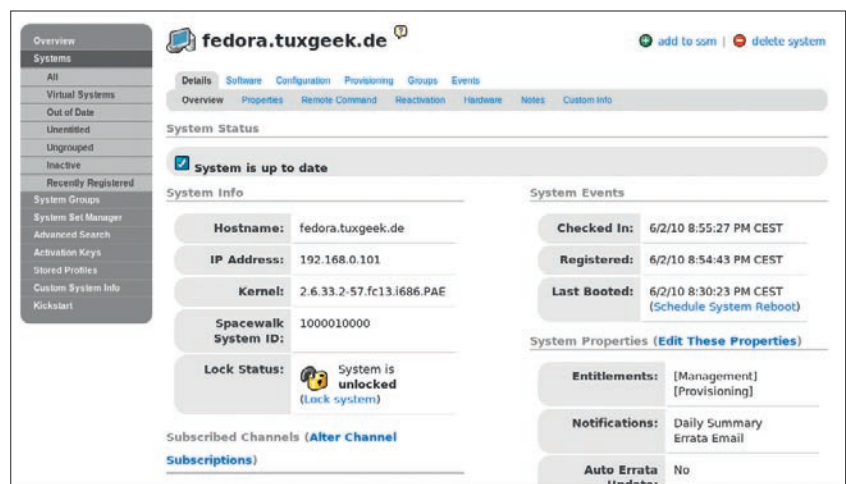 fedora.tuxgeek.de ?
add to ssm | delete system
Overview
Systems
All
Virtual Systems
Out of Date
Unentitled
Ungrouped
Inactive
Recently Registered
System Groups
System Set Manager
Advanced Search
Activation Keys
Stored Profiles
Custom System Info
Kickstart
Details Software Configuration Provisioning Groups Events
Overview Properties Remote Command Reactivation Hardware Notes Custom Info
System Status
System is up to date
System Info
Hostname: fedora.tuxgeek.de
IP Address: 192.168.0.101
Kernel: 2.6.33.2-57.fc13.i686.PAE
Spacewalk 1000010000
System ID:
Lock Status: System is
unlocked
(Lock system)
Subscribed Channels (Alter Channel
Subscriptions)
System Events
Checked In: 6/2/10 8:55:27 PM CEST
Registered: 6/2/10 8:54:43 PM CEST
Last Booted: 6/2/10 8:30:23 PM CEST
(Schedule System Reboot)
System Properties (Edit These Properties)
Entitlements: [Management]
[Provisioning]
Notifications: Daily Summary
Errata Email
Auto Errata No
Update: